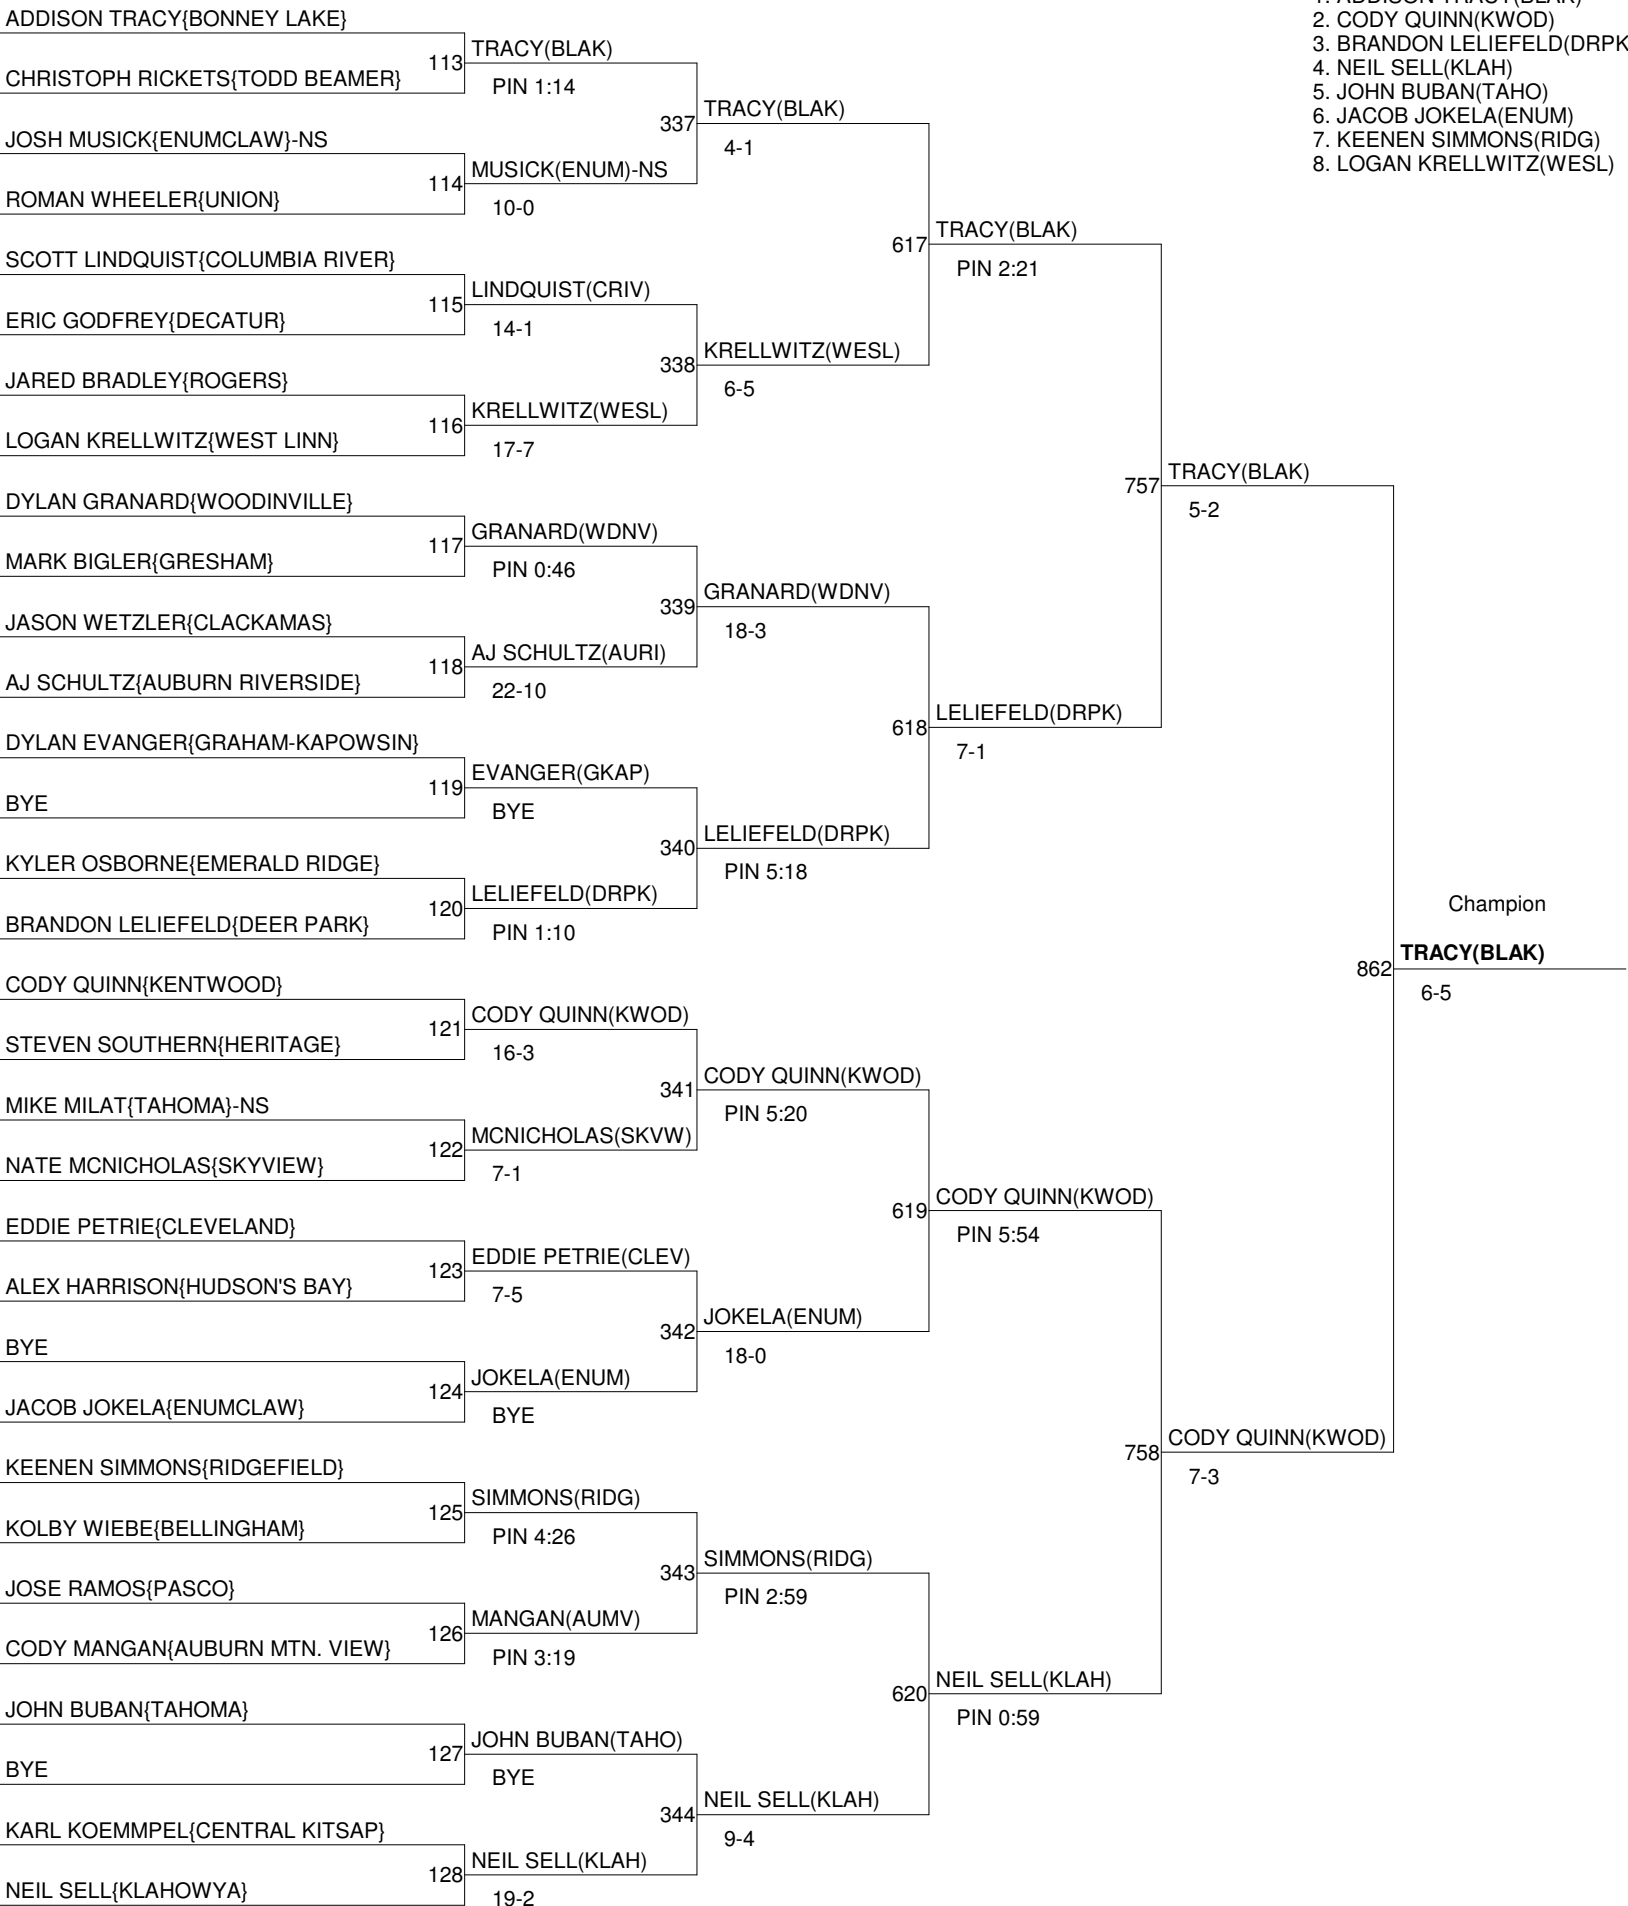 1. ADDISON TRACY(BLAK)
2. CODY QUINN(KWOD)
3. BRANDON LELIEFELD(DRPK
4. NEIL SELL(KLAH)
5. JOHN BUBAN(TAHO)
6. JACOB JOKELA(ENUM)
7. KEENEN SIMMONS(RIDG)
8. LOGAN KRELLWITZ(WESL)
ADDISON TRACY{BONNEY LAKE}
CHRISTOPH RICKETS{TODD BEAMER}
JOSH MUSICK{ENUMCLAW}-NS
ROMAN WHEELER{UNION}
SCOTT LINDQUIST{COLUMBIA RIVER}
ERIC GODFREY{DECATUR}
JARED BRADLEY{ROGERS}
LOGAN KRELLWITZ{WEST LINN}
DYLAN GRANARD{WOODINVILLE}
MARK BIGLER{GRESHAM}
JASON WETZLER{CLACKAMAS}
AJ SCHULTZ{AUBURN RIVERSIDE}
DYLAN EVANGER{GRAHAM-KAPOWSIN}
BYE
KYLER OSBORNE{EMERALD RIDGE}
BRANDON LELIEFELD{DEER PARK}
CODY QUINN{KENTWOOD}
STEVEN SOUTHERN{HERITAGE}
MIKE MILAT{TAHOMA}-NS
NATE MCNICHOLAS{SKYVIEW}
EDDIE PETRIE{CLEVELAND}
ALEX HARRISON{HUDSON'S BAY}
BYE
JACOB JOKELA{ENUMCLAW}
KEENEN SIMMONS{RIDGEFIELD}
KOLBY WIEBE{BELLINGHAM}
JOSE RAMOS{PASCO}
CODY MANGAN{AUBURN MTN. VIEW}
JOHN BUBAN{TAHOMA}
BYE
KARL KOEMMPEL{CENTRAL KITSAP}
NEIL SELL{KLAHOWYA}
113 TRACY(BLAK)
PIN 1:14
114 MUSICK(ENUM)-NS
10-0
115 LINDQUIST(CRIV)
14-1
116 KRELLWITZ(WESL)
17-7
117 GRANARD(WDNV)
PIN 0:46
118 AJ SCHULTZ(AURI)
22-10
119 EVANGER(GKAP)
BYE
120 LELIEFELD(DRPK)
PIN 1:10
121 CODY QUINN(KWOD)
16-3
122 MCNICHOLAS(SKVW)
7-1
123 EDDIE PETRIE(CLEV)
7-5
124 JOKELA(ENUM)
BYE
125 SIMMONS(RIDG)
PIN 4:26
126 MANGAN(AUMV)
PIN 3:19
127 JOHN BUBAN(TAHO)
BYE
128 NEIL SELL(KLAH)
19-2
337 TRACY(BLAK)
4-1
338 KRELLWITZ(WESL)
6-5
339 GRANARD(WDNV)
18-3
340 LELIEFELD(DRPK)
PIN 5:18
341 CODY QUINN(KWOD)
PIN 5:20
342 JOKELA(ENUM)
18-0
343 SIMMONS(RIDG)
PIN 2:59
344 NEIL SELL(KLAH)
9-4
617 TRACY(BLAK)
PIN 2:21
618 LELIEFELD(DRPK)
7-1
619 CODY QUINN(KWOD)
PIN 5:54
620 NEIL SELL(KLAH)
PIN 0:59
757 TRACY(BLAK)
5-2
758 CODY QUINN(KWOD)
7-3
Champion
862 TRACY(BLAK)
6-5